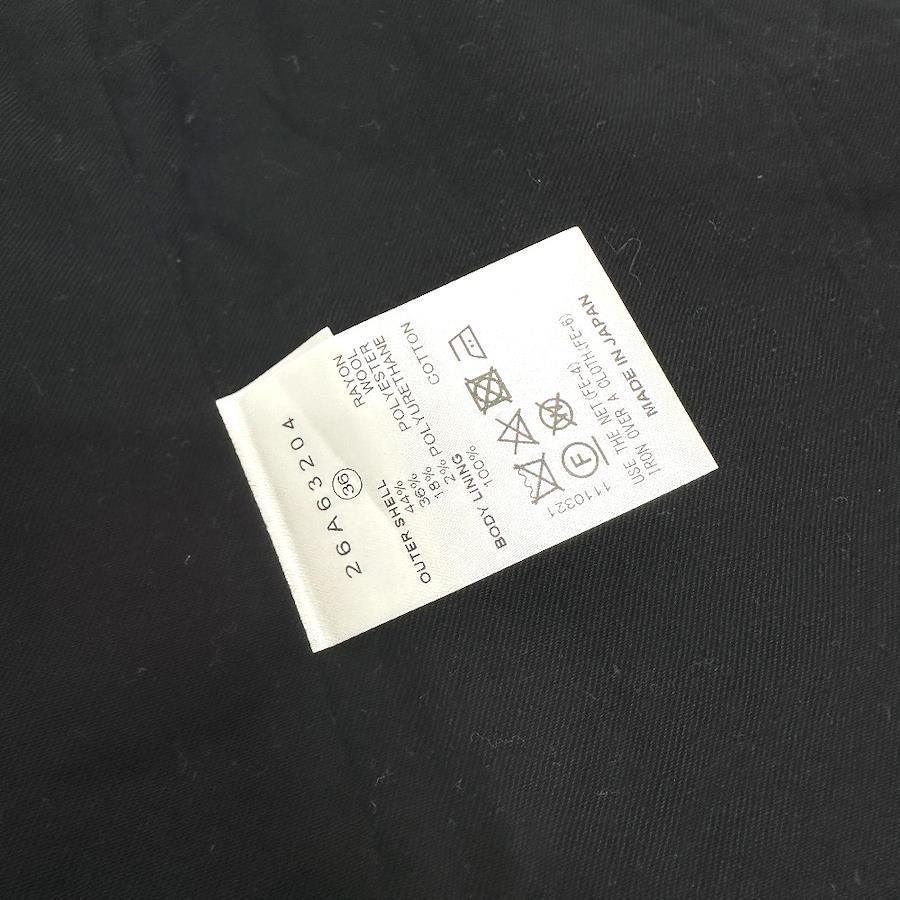 26A63204
36
OUTER SHELL
44% RAYON
36% WOOL
18% POLYESTER
2% POLYURETHANE
BODY LINING
100% COTTON
F
W
1110321
USE THE NET(FE-4)
IRON OVER A CLOTH(FE-6)
MADE IN JAPAN